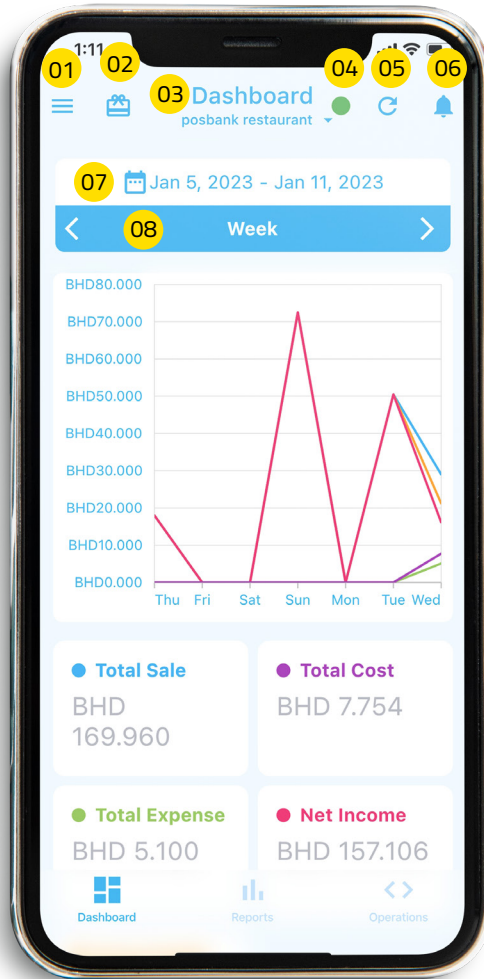 1:11
01
02
03
04
05
06
Dashboard
posbank restaurant
07
Jan 5, 2023 - Jan 11, 2023
08
Week
BHD80.000
BHD70.000
BHD60.000
BHD50.000
BHD40.000
BHD30.000
BHD20.000
BHD10.000
BHD0.000
Thu Fri Sat Sun Mon Tue Wed
Total Sale
BHD
169.960
Total Cost
BHD 7.754
Total Expense
BHD 5.100
Net Income
BHD 157.106
Dashboard
Reports
Operations